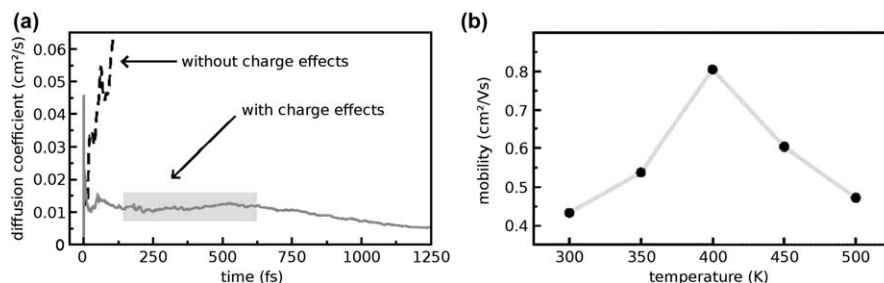 (a)
diffusion coefficient (cm²/s)
0.06
0.05
0.04
0.03
0.02
0.01
0
without charge effects
with charge effects
0 250 500 750 1000 1250
time (fs)
(b)
mobility (cm²/Vs)
0.8
0.7
0.6
0.5
0.4
300 350 400 450 500
temperature (K)